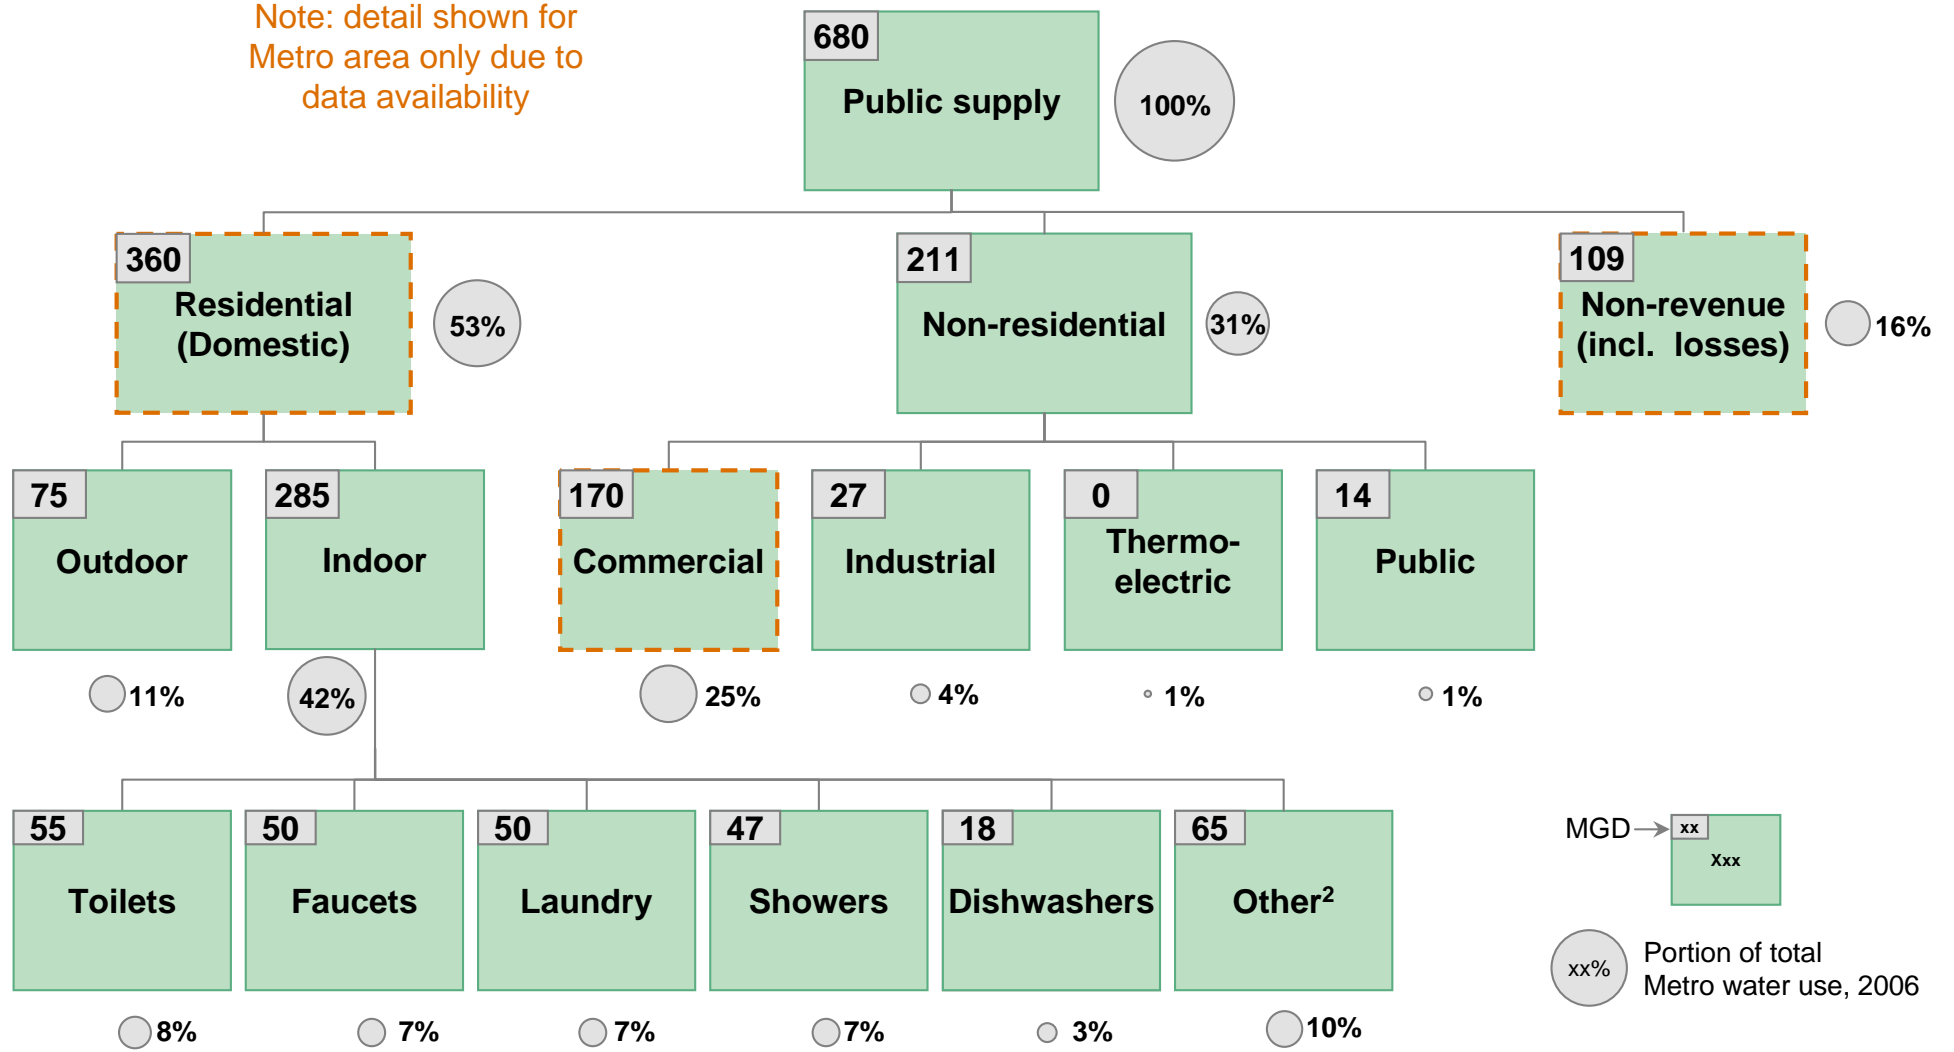 Note: detail shown for
Metro area only due to
data availability
680
Public supply
100%
360
Residential
(Domestic)
53%
211
Non-residential
31%
109
Non-revenue
(incl. losses)
16%
75
Outdoor
11%
285
Indoor
42%
170
Commercial
25%
27
Industrial
4%
0
Thermo-
electric
1%
14
Public
1%
55
Toilets
8%
50
Faucets
7%
50
Laundry
7%
47
Showers
7%
18
Dishwashers
3%
65
Other²
10%
MGD
xx
Xxx
xx%
Portion of total
Metro water use, 2006